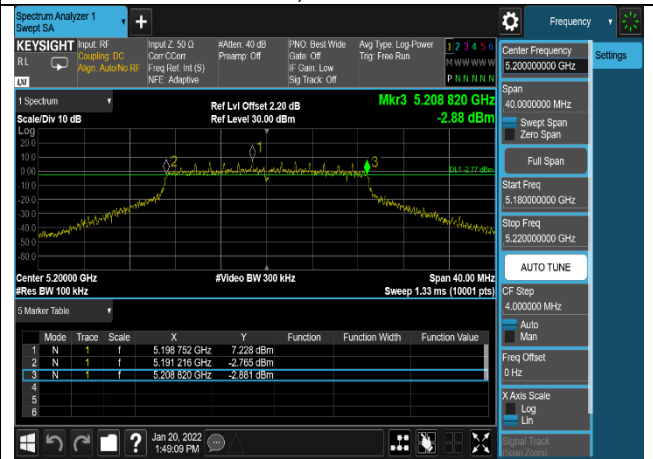 Spectrum Analyzer 1
Swept SA
+
Frequency
KEYSIGHT
RL
Input: RF
Coupling: DC
Align: Auto/No RF
Input Z: 50 Ω
Corr CCorr
Freq Ref: Int (S)
NFE: Adaptive
#Atten: 40 dB
Preamp: Off
PNO: Best Wide
Gate: Off
IF Gain: Low
Sig Track: Off
Avg Type: Log-Power
Trig: Free Run
1 2 3 4 5 6
M W W W W W
P N N N N N
LXI
1 Spectrum
Scale/Div 10 dB
Ref Lvl Offset 2.20 dB
Ref Level 30.00 dBm
Mkr3 5.208 820 GHz
-2.88 dBm
Log
20.0
10.0
0.00
-10.0
-20.0
-30.0
-40.0
-50.0
-60.0
1
2
3
DL1 -2.77 dBm
Center 5.20000 GHz
#Res BW 100 kHz
#Video BW 300 kHz
Span 40.00 MHz
Sweep 1.33 ms (10001 pts)
5 Marker Table
Mode Trace Scale X Y Function Function Width Function Value
1 N 1 f 5.198 752 GHz 7.228 dBm
2 N 1 f 5.191 216 GHz -2.765 dBm
3 N 1 f 5.208 820 GHz -2.881 dBm
4
5
6
Jan 20, 2022
1:49:09 PM
Center Frequency
5.200000000 GHz
Settings
Span
40.0000000 MHz
Swept Span
Zero Span
Full Span
Start Freq
5.180000000 GHz
Stop Freq
5.220000000 GHz
AUTO TUNE
CF Step
4.000000 MHz
Auto
Man
Freq Offset
0 Hz
X Axis Scale
Log
Lin
Signal Track
(Span Zoom)